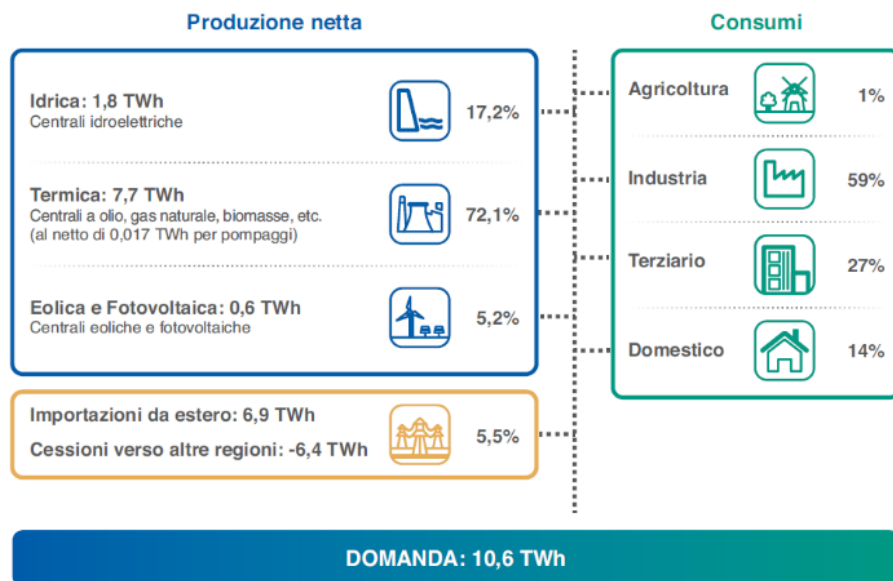 Produzione netta
Idrica: 1,8 TWh
Centrali idroelettriche
17,2%
Termica: 7,7 TWh
Centrali a olio, gas naturale, biomasse, etc.
(al netto di 0,017 TWh per pompaggi)
72,1%
Eolica e Fotovoltaica: 0,6 TWh
Centrali eoliche e fotovoltaiche
5,2%
Importazioni da estero: 6,9 TWh
Cessioni verso altre regioni: -6,4 TWh
5,5%
Consumi
Agricoltura
1%
Industria
59%
Terziario
27%
Domestico
14%
DOMANDA: 10,6 TWh